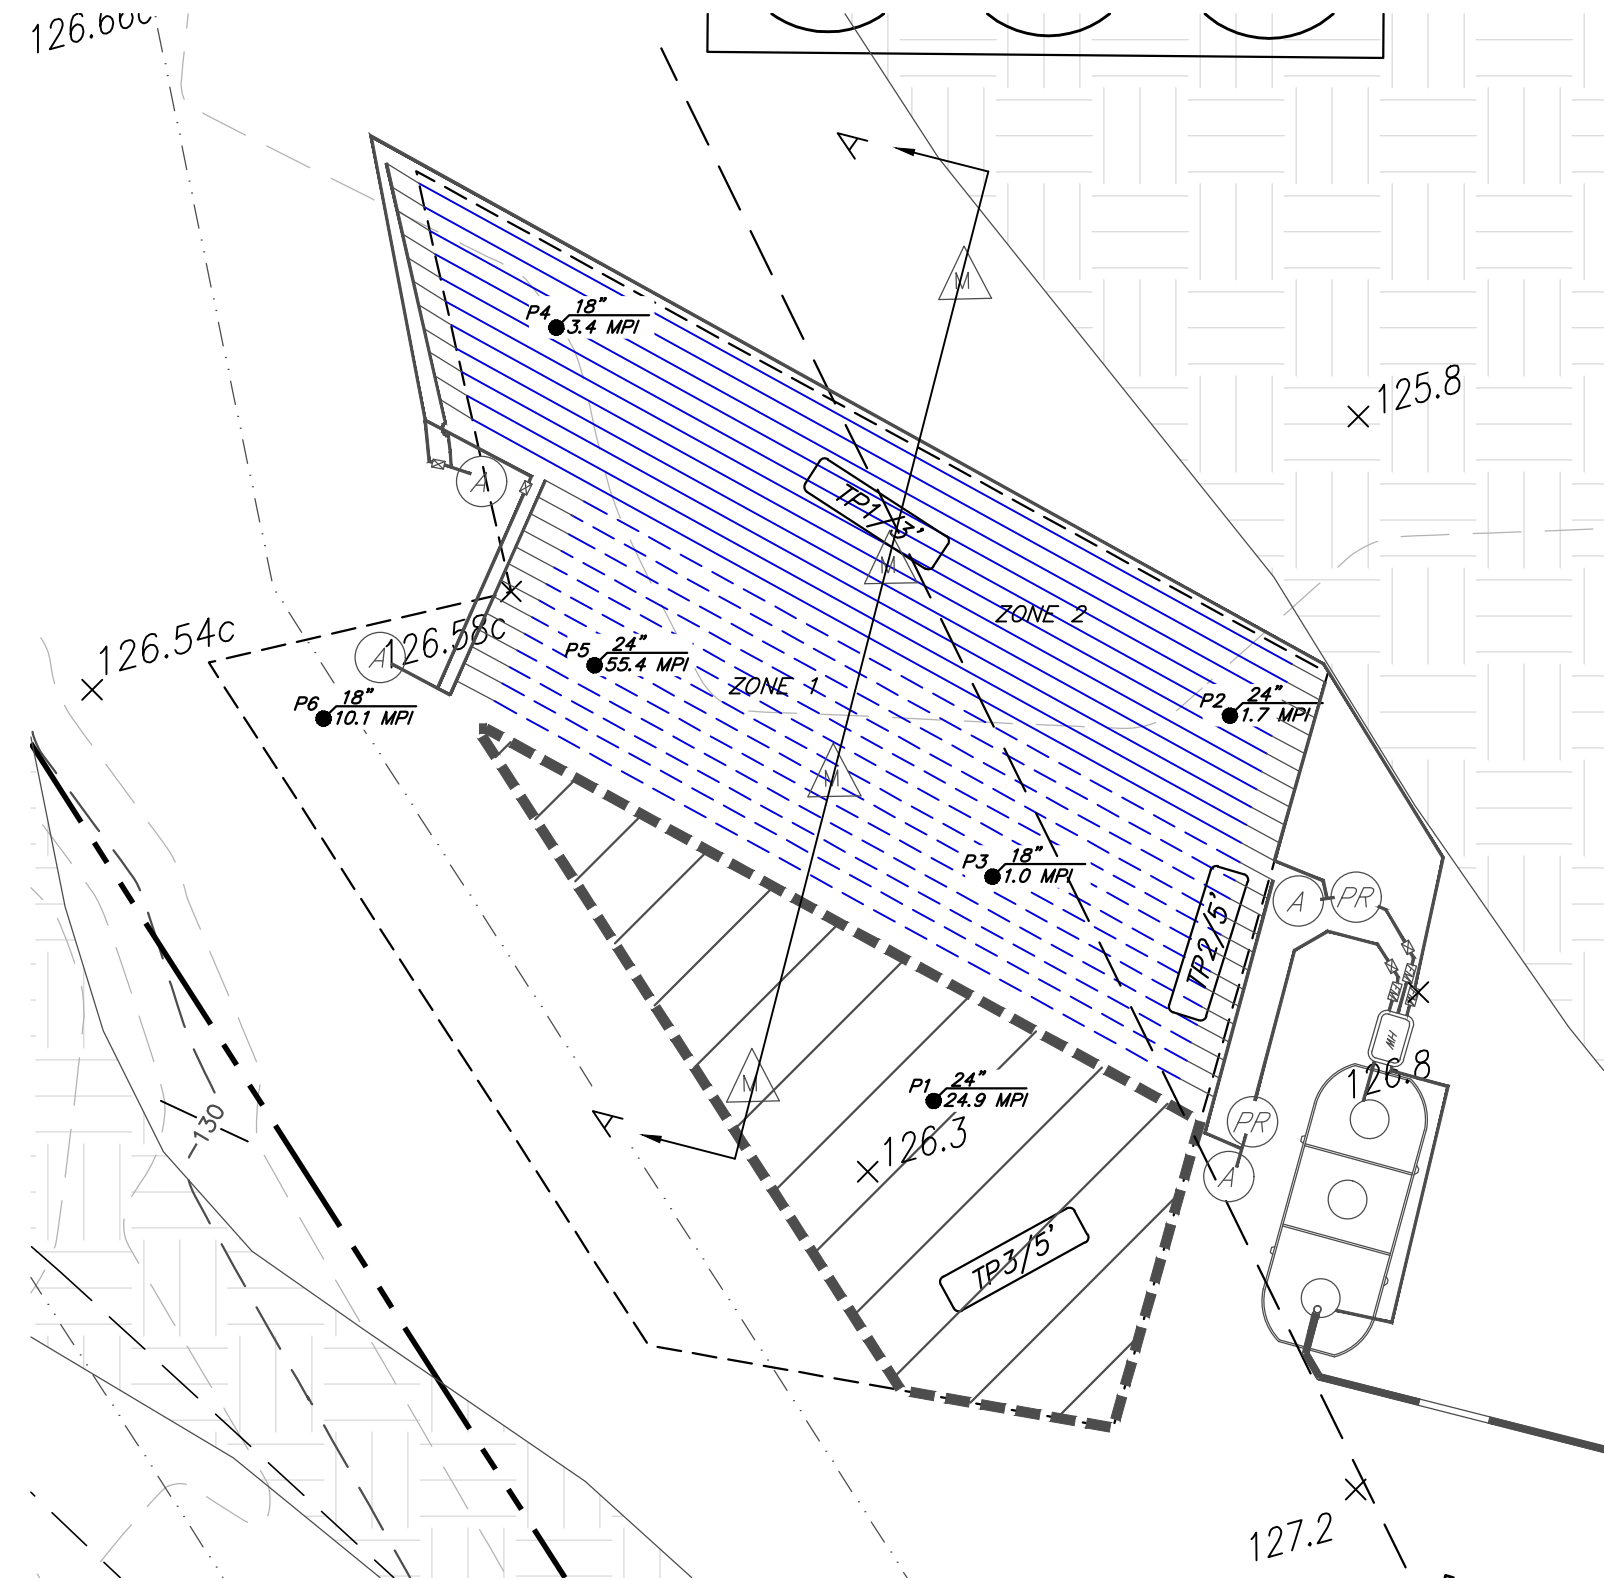 A
M
125.8
P4 18"
3.4 MPI
TP1/3'
A
M
ZONE 2
126.54c
126.58c
A
P5 24"
55.4 MPI
ZONE 1
P6 18"
10.1 MPI
P2 24"
1.7 MPI
M
P3 18"
1.0 MPI
A
PR
TP2/5'
MH
126.8
M
P1 24"
24.9 MPI
A
126.3
PR
A
130
TP3/5'
127.2